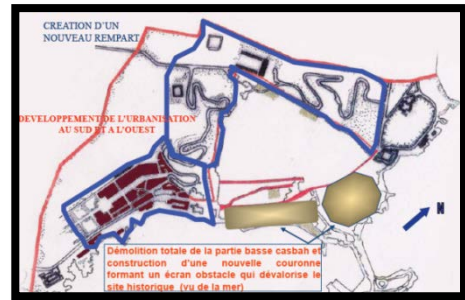 CREATION D'UN
NOUVEAU REMPART
DEVELOPPEMENT DE L'URBANISATION
AU SUD ET A L'OUEST
N
Démolition totale de la partie basse casbah et
construction d'une nouvelle couronne
formant un écran obstacle qui dévalorise le
site historique (vu de la mer)